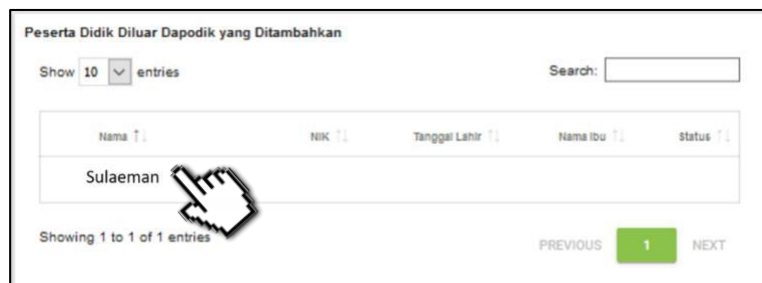 Peserta Didik Diluar Dapodik yang Ditambahkan
Show 10 entries Search:
Nama NIK Tanggal Lahir Nama Ibu Status
Sulaeman
Showing 1 to 1 of 1 entries PREVIOUS 1 NEXT